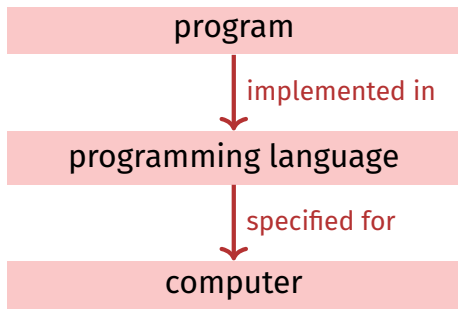 program
implemented in
programming language
specified for
computer